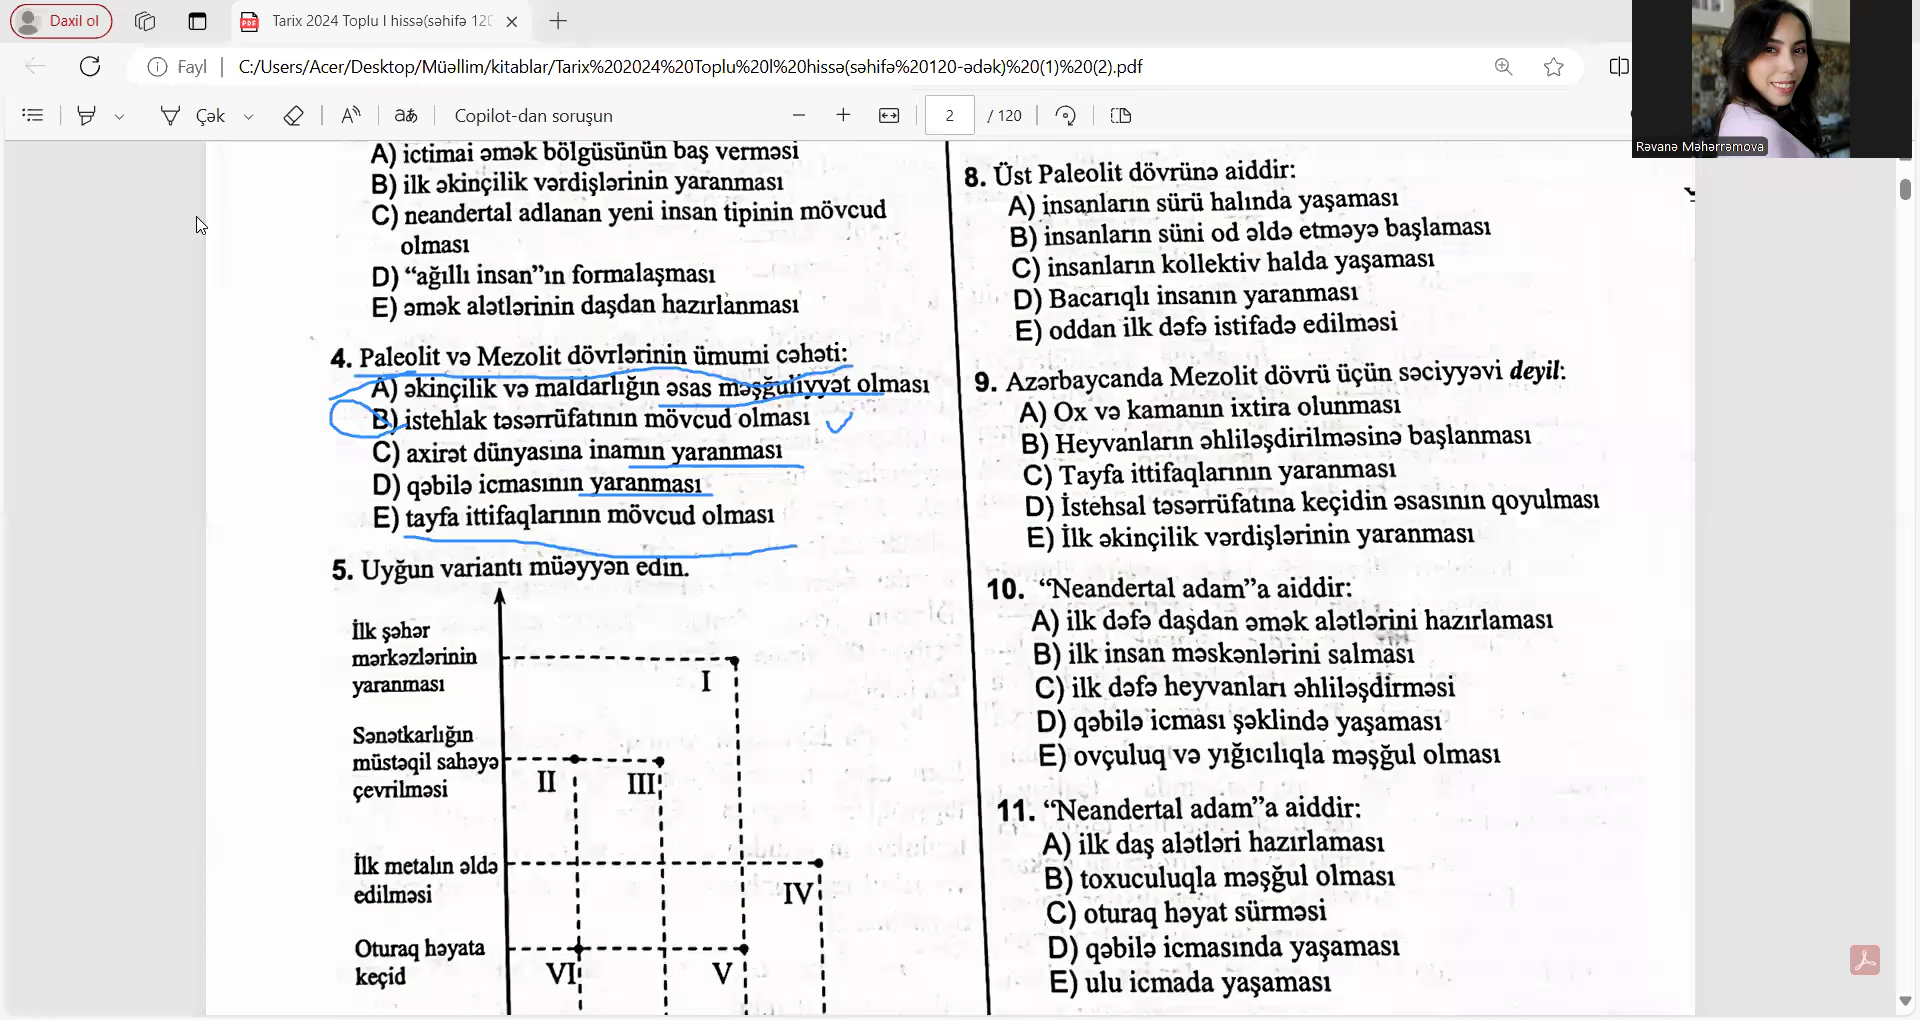 Daxil ol
Tarix 2024 Toplu I hissə(səhifə 120
Fayl
C:/Users/Acer/Desktop/Müəllim/kitablar/Tarix%202024%20Toplu%20I%20hissə(səhifə%20120-ədək)%20(1)%20(2).pdf
Çək
Copilot-dan soruşun
2 / 120
Rəvanə Məhərrəmova
A) ictimai əmək bölgüsünün baş verməsi
B) ilk əkinçilik vərdişlərinin yaranması
C) neandertal adlanan yeni insan tipinin mövcud
olması
D) “ağıllı insan”ın formalaşması
E) əmək alətlərinin daşdan hazırlanması
4. Paleolit və Mezolit dövrlərinin ümumi cəhəti:
A) əkinçilik və maldarlığın əsas məşğuliyyət olması
B) istehlak təsərrüfatının mövcud olması
C) axirət dünyasına inamın yaranması
D) qəbilə icmasının yaranması
E) tayfa ittifaqlarının mövcud olması
5. Uyğun variantı müəyyən edin.
İlk şəhər
mərkəzlərinin
yaranması
I
Sənətkarlığın
müstəqil sahəyə
çevrilməsi
II
III
İlk metalın əldə
edilməsi
IV
Oturaq həyata
keçid
VI
V
8. Üst Paleolit dövrünə aiddir:
A) insanların sürü halında yaşaması
B) insanların süni od əldə etməyə başlaması
C) insanların kollektiv halda yaşaması
D) Bacarıqlı insanın yaranması
E) oddan ilk dəfə istifadə edilməsi
9. Azərbaycanda Mezolit dövrü üçün səciyyəvi deyil:
A) Ox və kamanın ixtira olunması
B) Heyvanların əhliləşdirilməsinə başlanması
C) Tayfa ittifaqlarının yaranması
D) İstehsal təsərrüfatına keçidin əsasının qoyulması
E) İlk əkinçilik vərdişlərinin yaranması
10. “Neandertal adam”a aiddir:
A) ilk dəfə daşdan əmək alətlərini hazırlaması
B) ilk insan məskənlərini salması
C) ilk dəfə heyvanları əhliləşdirməsi
D) qəbilə icması şəklində yaşaması
E) ovçuluq və yığıcılıqla məşğul olması
11. “Neandertal adam”a aiddir:
A) ilk daş alətləri hazırlaması
B) toxuculuqla məşğul olması
C) oturaq həyat sürməsi
D) qəbilə icmasında yaşaması
E) ulu icmada yaşaması